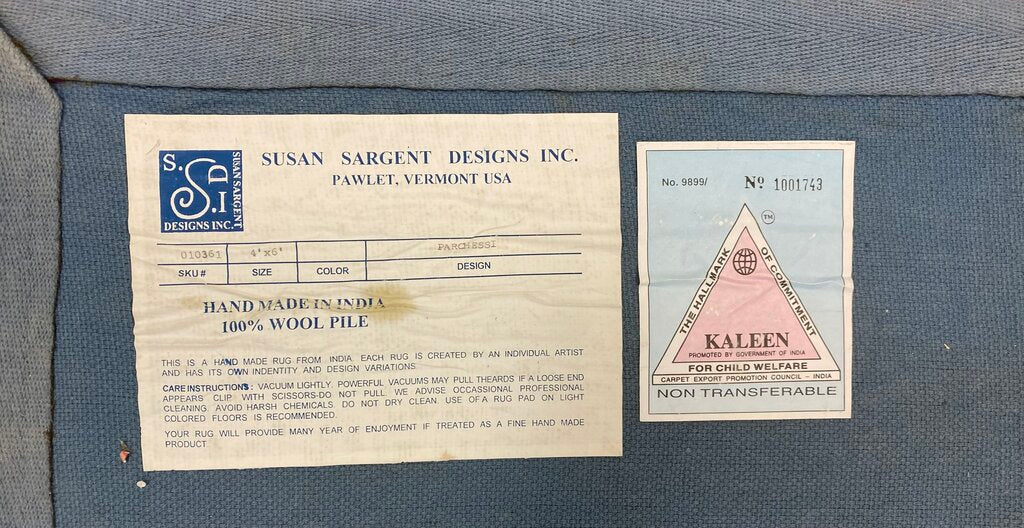 S.
S A I
SUSAN SARGENT
DESIGNS INC.
SUSAN SARGENT DESIGNS INC.
PAWLET, VERMONT USA
010361 4'x6' PARCHESSI
SKU # SIZE COLOR DESIGN
HAND MADE IN INDIA
100% WOOL PILE
THIS IS A HAND MADE RUG FROM INDIA. EACH RUG IS CREATED BY AN INDIVIDUAL ARTIST
AND HAS ITS OWN INDENTITY AND DESIGN VARIATIONS.
CARE INSTRUCTIONS: VACUUM LIGHTLY. POWERFUL VACUUMS MAY PULL THEARDS IF A LOOSE END
APPEARS CLIP WITH SCISSORS-DO NOT PULL. WE ADVISE OCCASSIONAL PROFESSIONAL
CLEANING. AVOID HARSH CHEMICALS. DO NOT DRY CLEAN. USE OF A RUG PAD ON LIGHT
COLORED FLOORS IS RECOMMENDED.
YOUR RUG WILL PROVIDE MANY YEAR OF ENJOYMENT IF TREATED AS A FINE HAND MADE
PRODUCT
No. 9899/ Nº 1001743
TM
THE HALLMARK OF COMMITMENT
KALEEN
PROMOTED BY GOVERNMENT OF INDIA
FOR CHILD WELFARE
CARPET EXPORT PROMOTION COUNCIL - INDIA
NON TRANSFERABLE